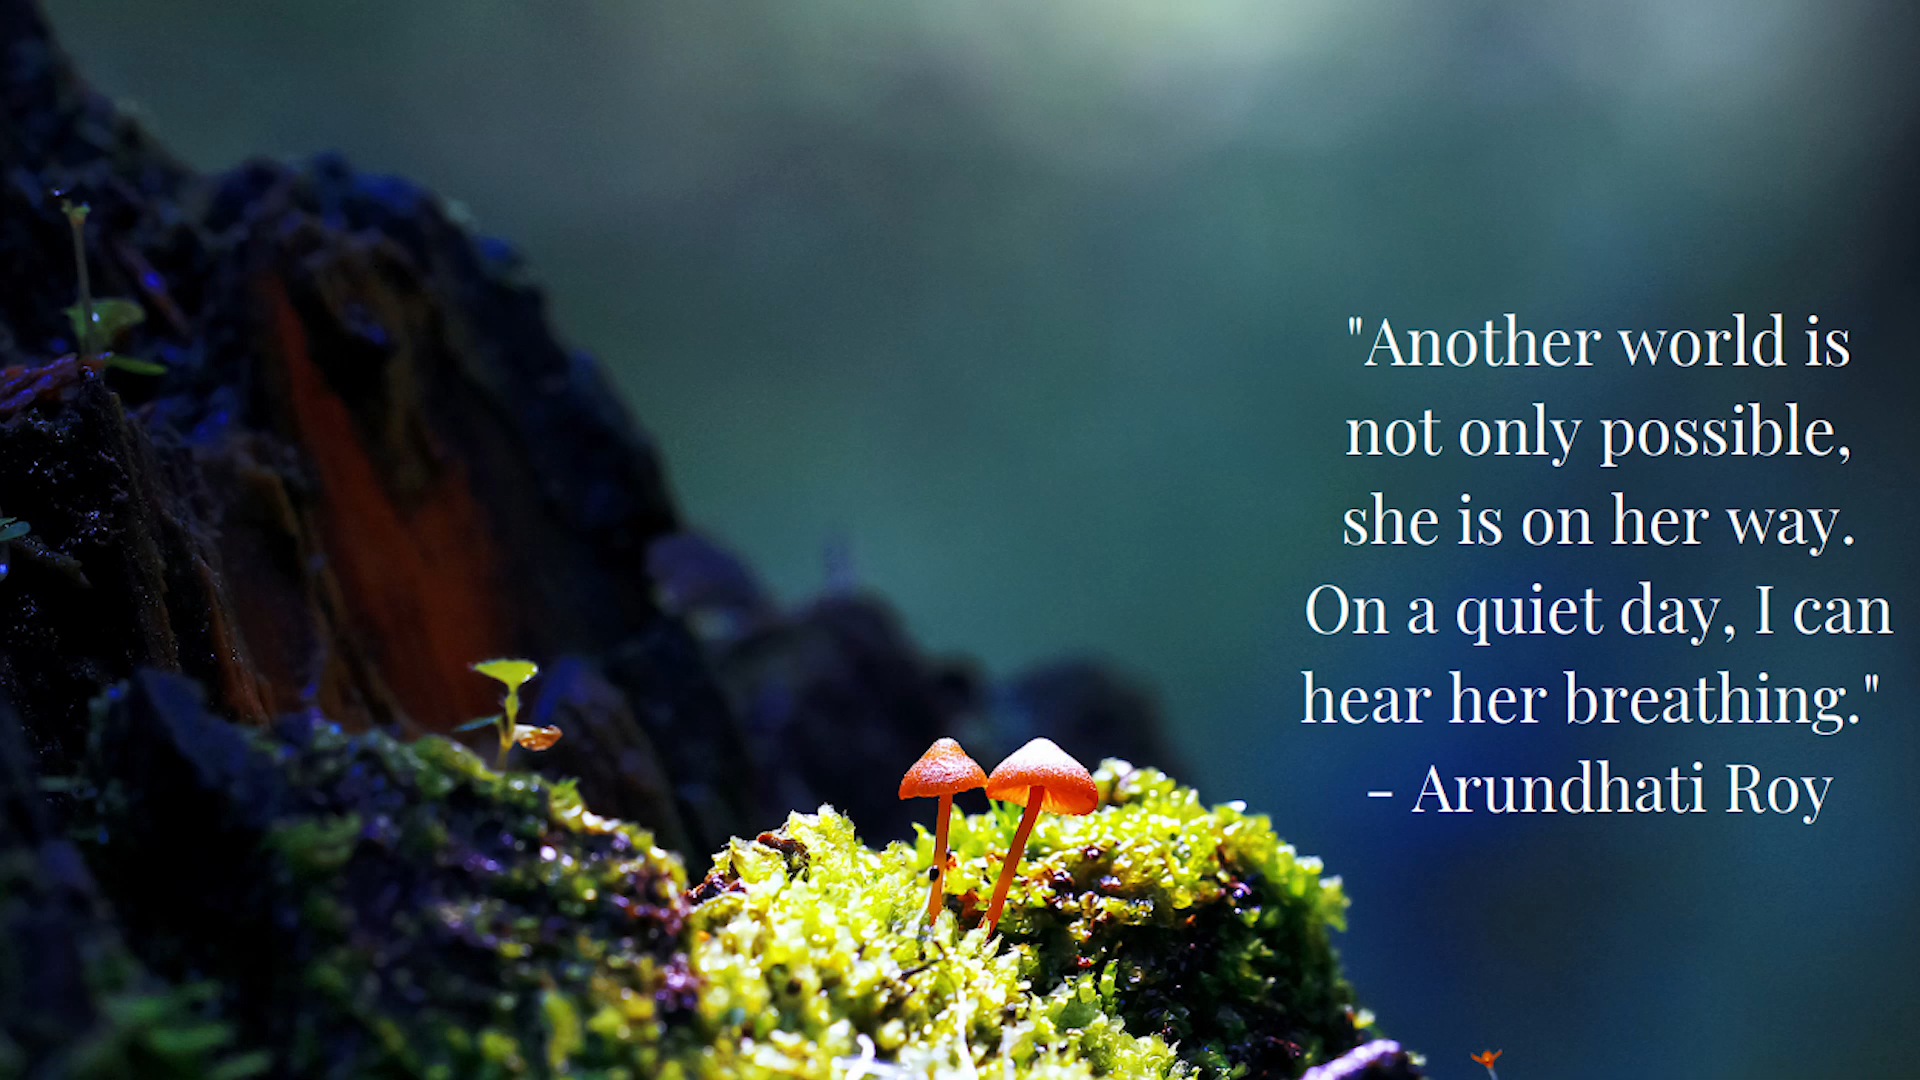 "Another world is
not only possible,
she is on her way.
On a quiet day, I can
hear her breathing."
- Arundhati Roy